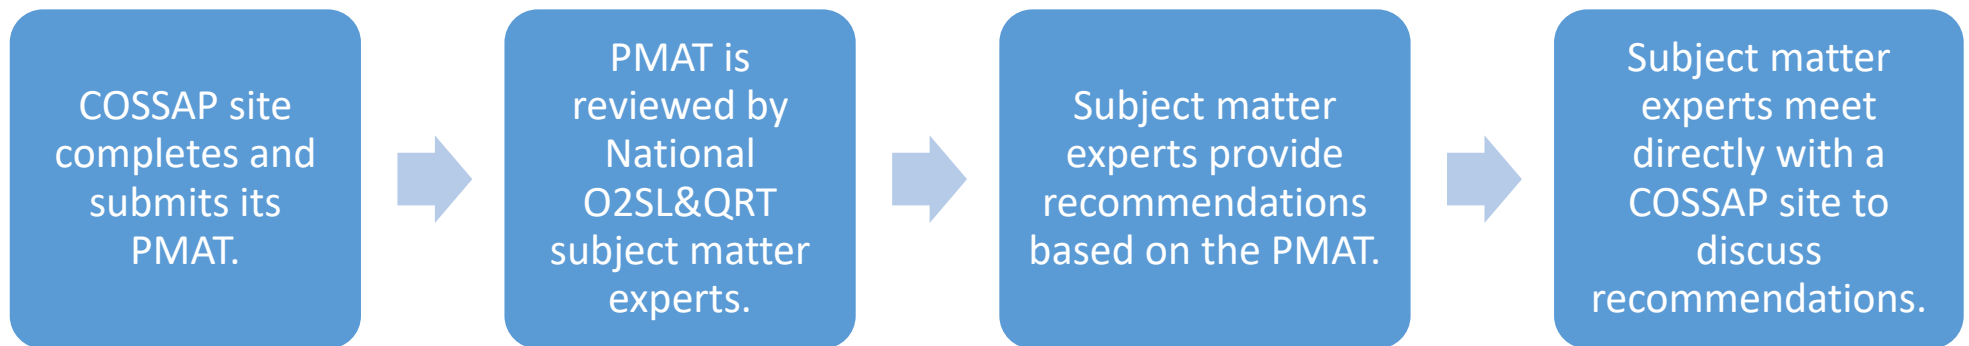 COSSAP site
completes and
submits its
PMAT.
PMAT is
reviewed by
National
O2SL&QRT
subject matter
experts.
Subject matter
experts provide
recommendations
based on the PMAT.
Subject matter
experts meet
directly with a
COSSAP site to
discuss
recommendations.